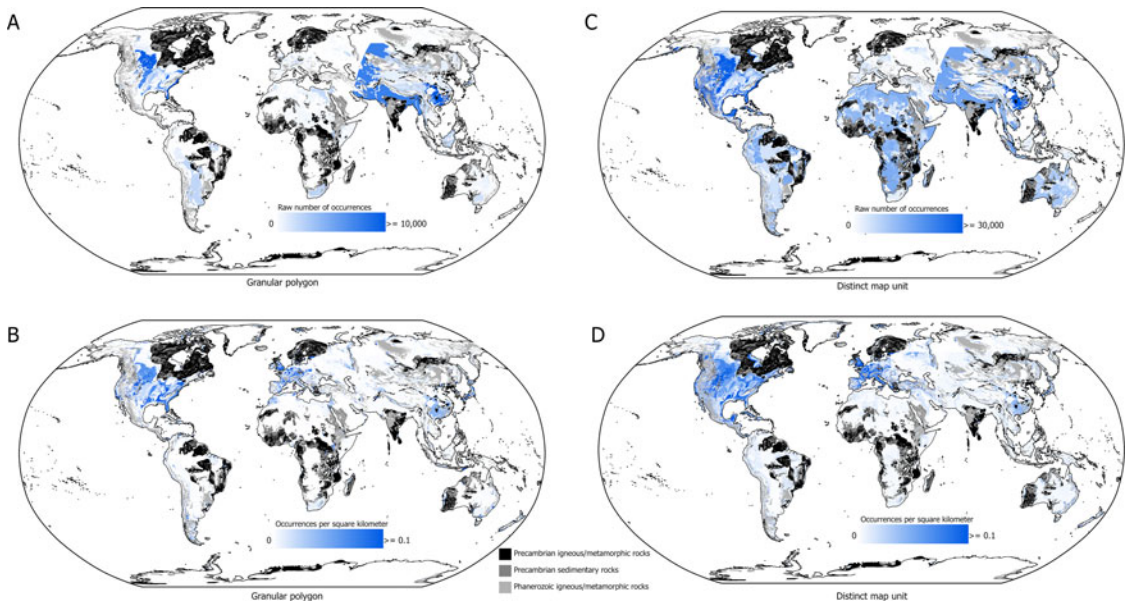 A
Raw number of occurrences
0
>= 10,000
Granular polygon
C
Raw number of occurrences
0
>= 30,000
Distinct map unit
B
Occurrences per square kilometer
0
>= 0.1
Granular polygon
Precambrian igneous/metamorphic rocks
Precambrian sedimentary rocks
Phanerozoic igneous/metamorphic rocks
D
Occurrences per square kilometer
0
>= 0.1
Distinct map unit